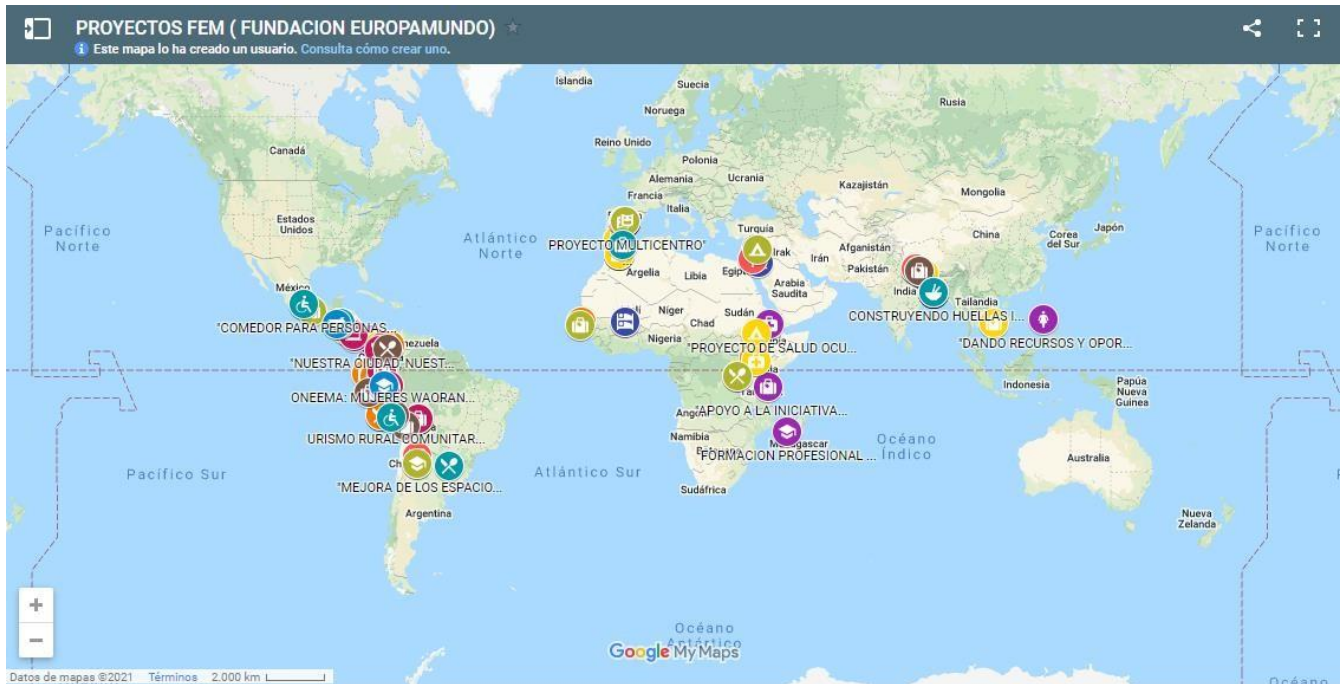 PROYECTOS FEM ( FUNDACION EUROPAMUNDO)
Este mapa lo ha creado un usuario. Consulta cómo crear uno.
Islandia
Suecia
Noruega
Rusia
Canadá
Reino Unido
Polonia
Alemania
Ucrania
Francia
Kazajistán
Mongolia
Italia
Estados
Unidos
Pacífico
Norte
Atlántico
Norte
PROYECTO MULTICENTRO"
Turquía
Irak
Irán
Afganistán
Pakistán
China
Corea
del Sur
Japón
Pacífico
Norte
Argelia
Libia
Arabia
Saudita
India
México
Tailandia
Níger
Chad
Sudán
CONSTRUYENDO HUELLAS I...
"COMEDOR PARA PERSONAS...
Nigeria
"PROYECTO DE SALUD OCU...
"DANDO RECURSOS Y OPOR...
"NUESTRA CIUDAD, NUEST...
Indonesia
Papúa
Nueva
Guinea
ONEEMA: MUJERES WAORAN...
"APOYO A LA INICIATIVA...
URISMO RURAL COMUNITAR...
Namibia
FORMACION PROFESIONAL ...
Océano
Índico
Australia
Pacífico Sur
Atlántico Sur
"MEJORA DE LOS ESPACIO...
Sudáfrica
Argentina
Nueva
Zelanda
Océano
Antártico
Google My Maps
+
−
Datos de mapas ©2021 Términos 2.000 km